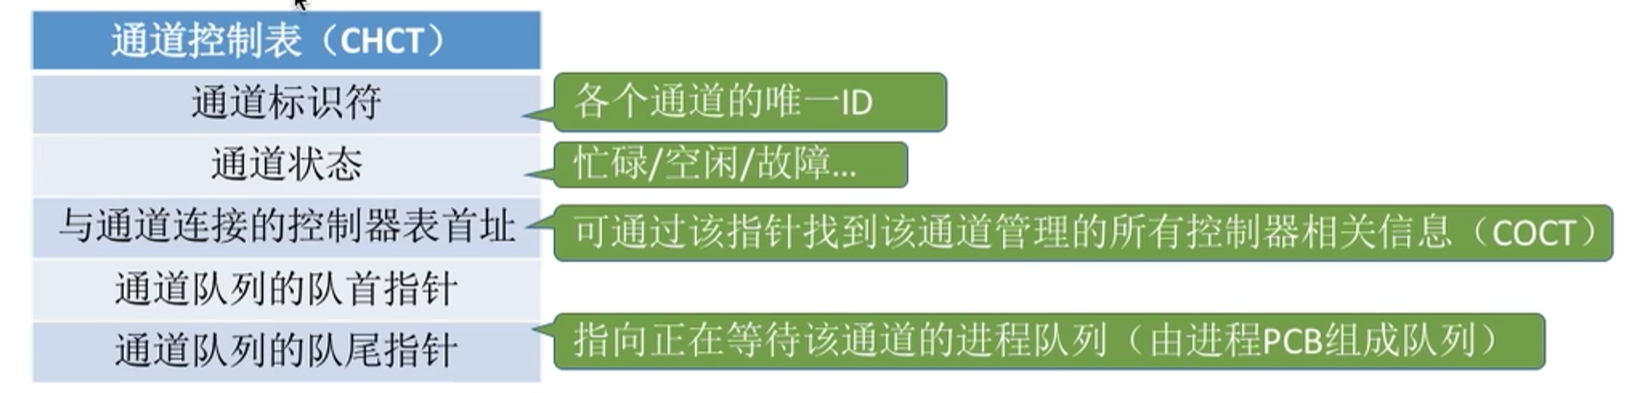 通道控制表（CHCT）
通道标识符
各个通道的唯一ID
通道状态
忙碌/空闲/故障...
与通道连接的控制器表首址
可通过该指针找到该通道管理的所有控制器相关信息（COCT）
通道队列的队首指针
通道队列的队尾指针
指向正在等待该通道的进程队列（由进程PCB组成队列）